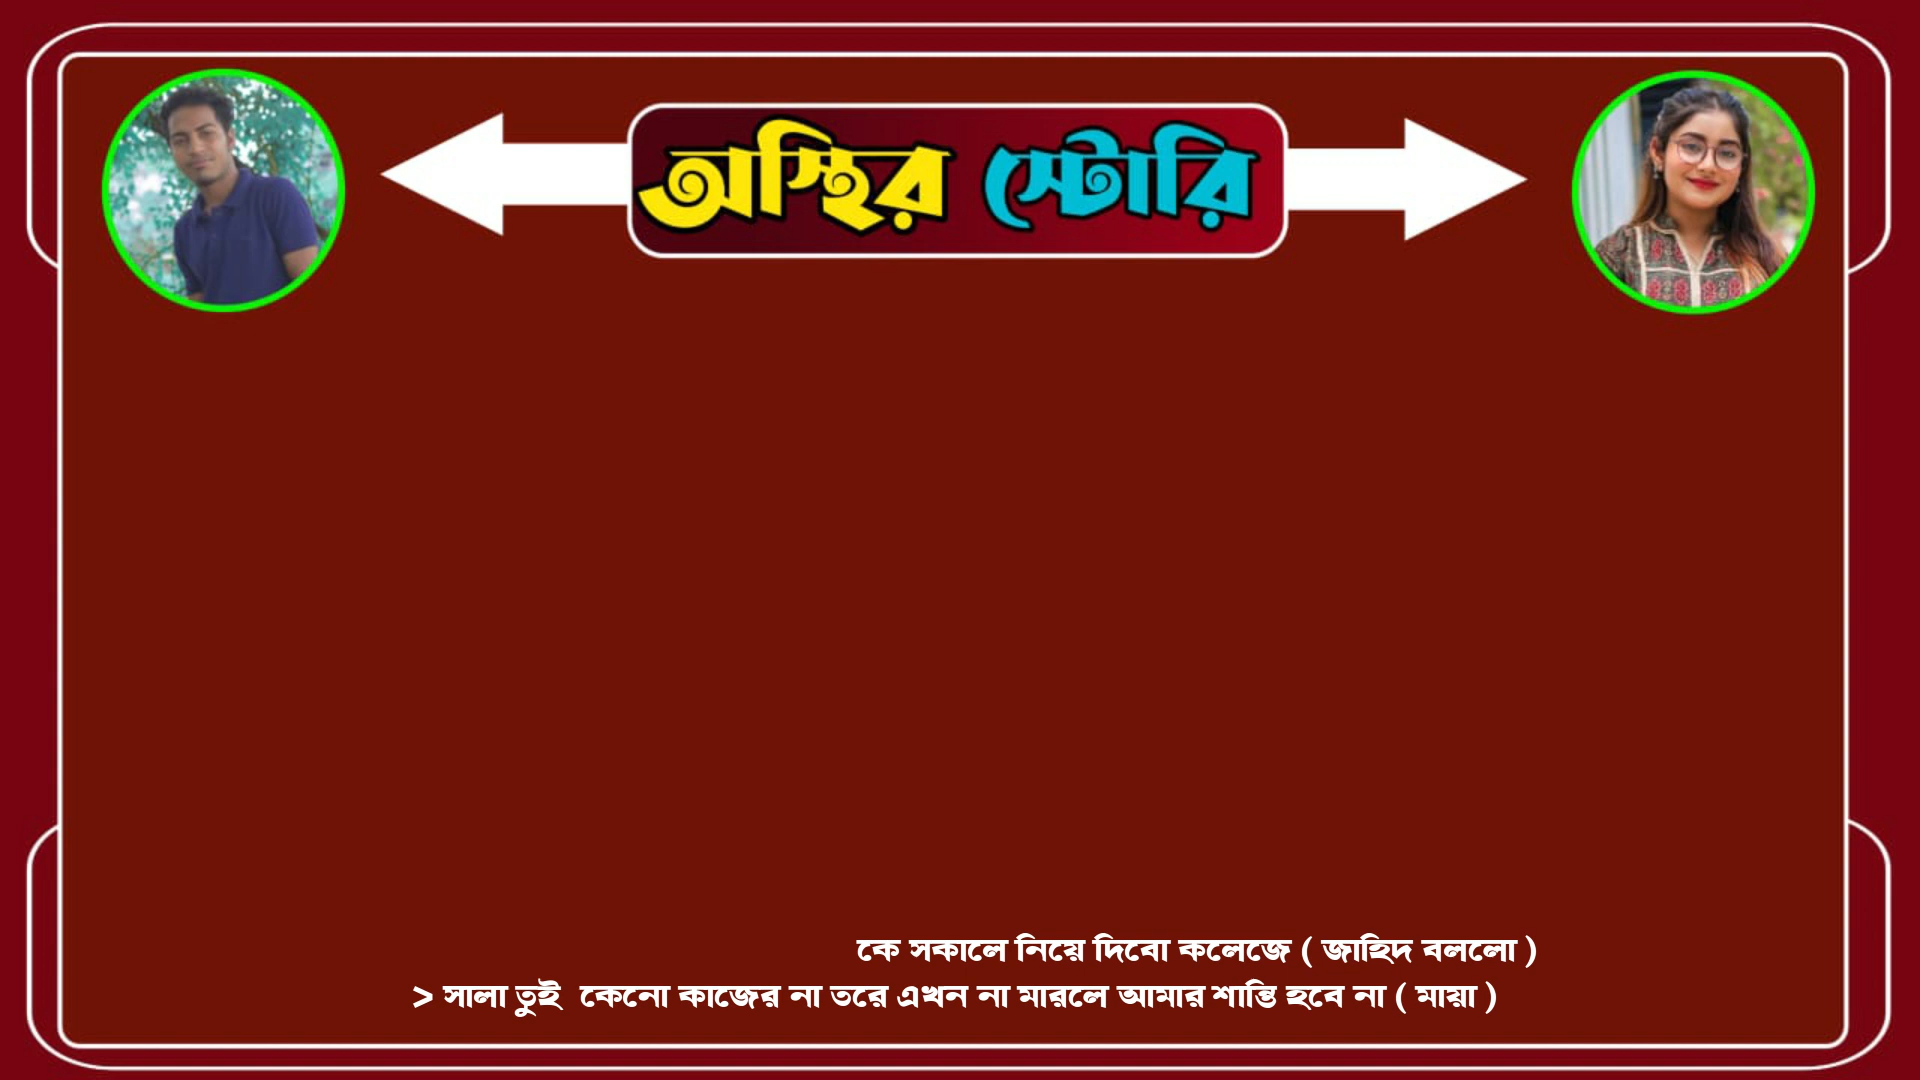 অস্থির স্টোরি
কে সকালে নিয়ে দিবো কলেজে ( জাহিদ বললো )
> সালা তুই কেনো কাজের না তরে এখন না মারলে আমার শান্তি হবে না ( মায়া )